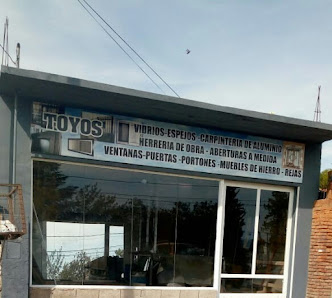 TOYOS'
VIDRIOS-ESPEJOS-CARPINTERIA DE ALUMINIO
HERRERIA DE OBRA - ABERTURAS A MEDIDA
VENTANAS-PUERTAS-PORTONES-MUEBLES DE HIERRO-REJAS